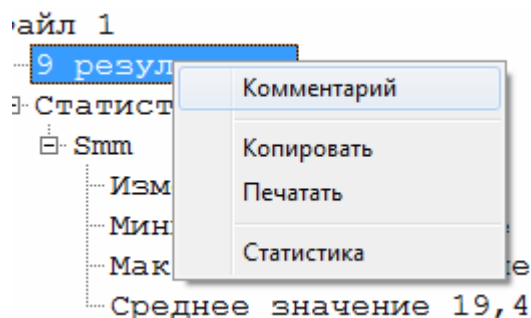 айл 1
9 резул
Комментарий
Статист
Smm
Копировать
Изм
Печатать
Мин
Статистика
Мак
Среднее значение 19,4